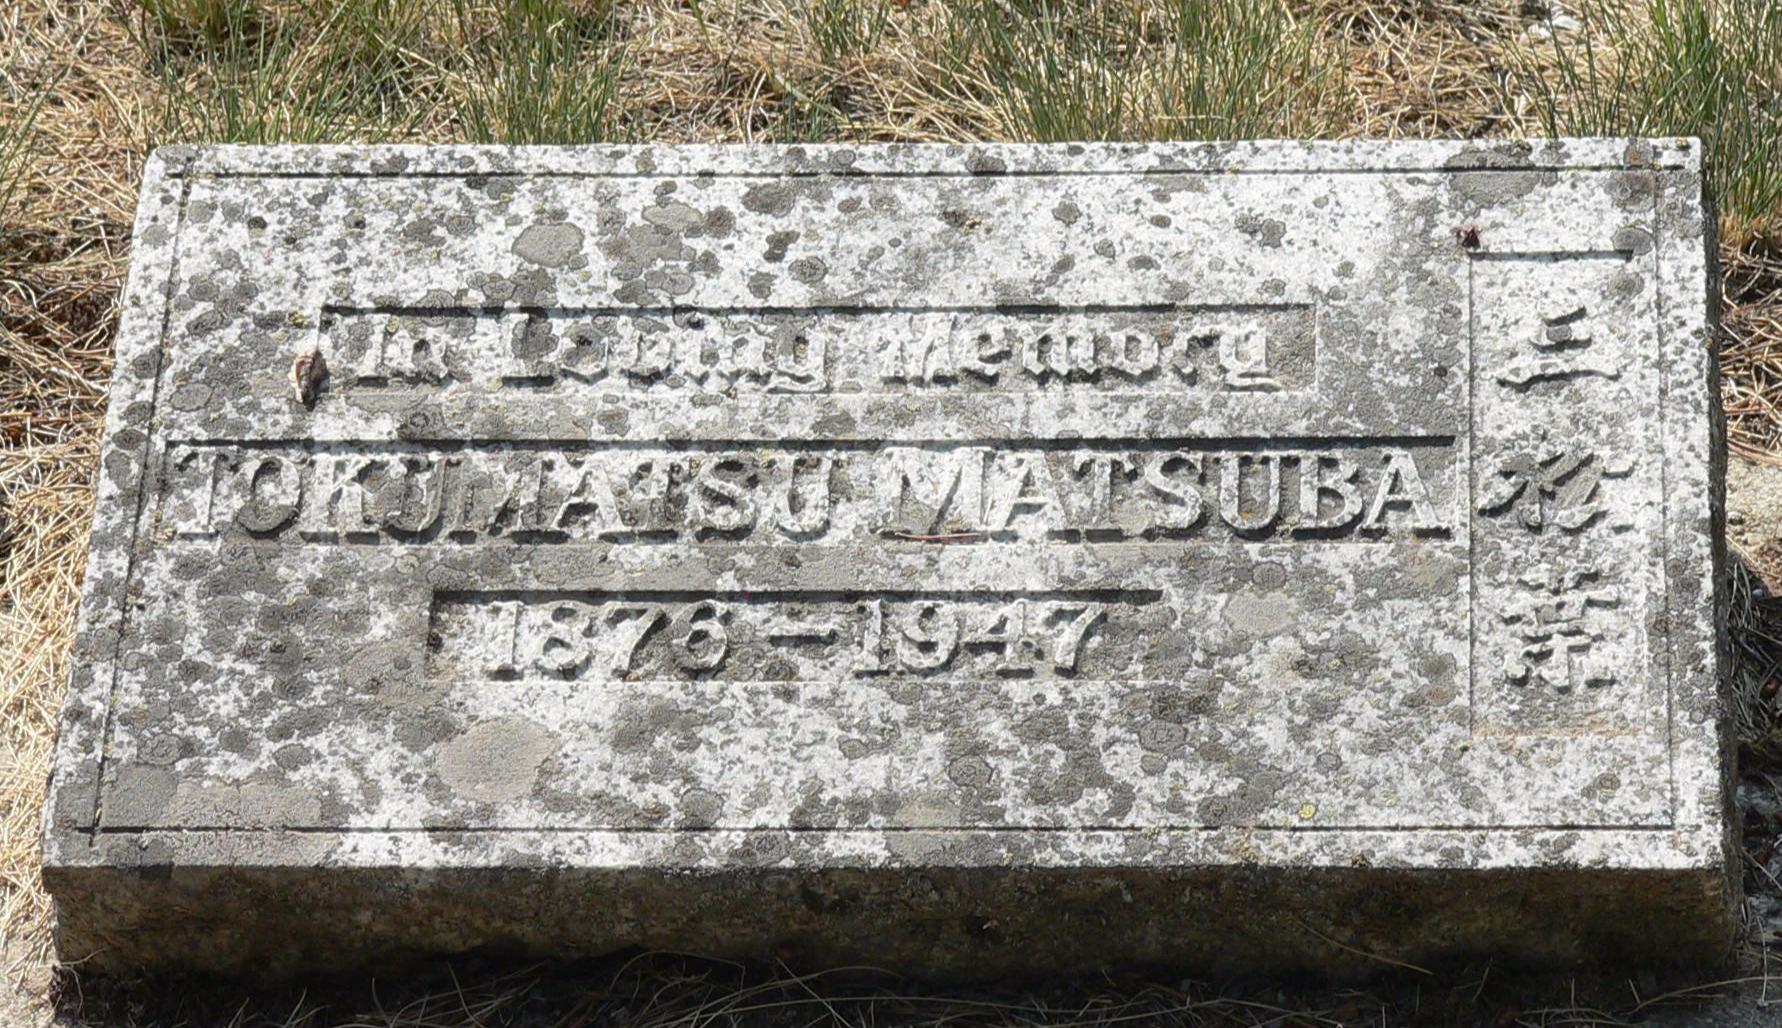 In Loving Memory
TOKUMATSU MATSUBA
1876 – 1947
三松葉